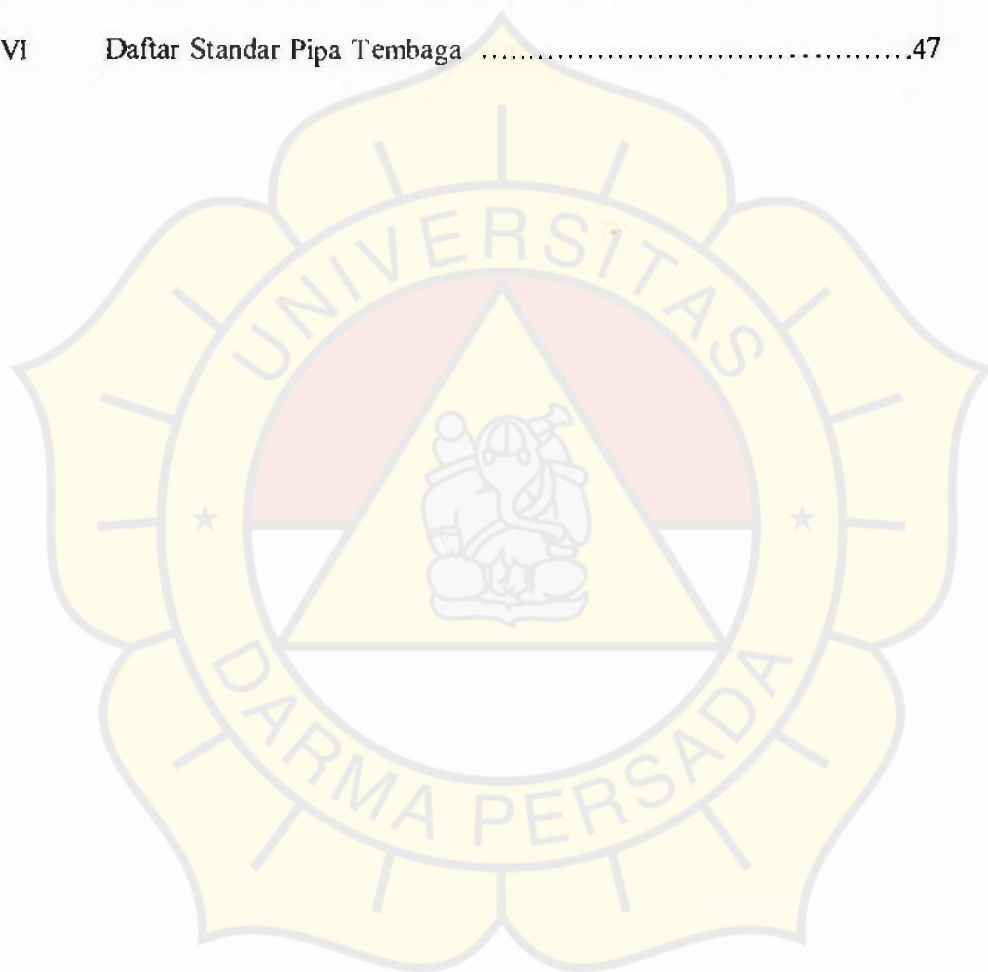 VI Daftar Standar Pipa Tembaga ...............................................47
UNIVERSITAS
DARMA PERSADA